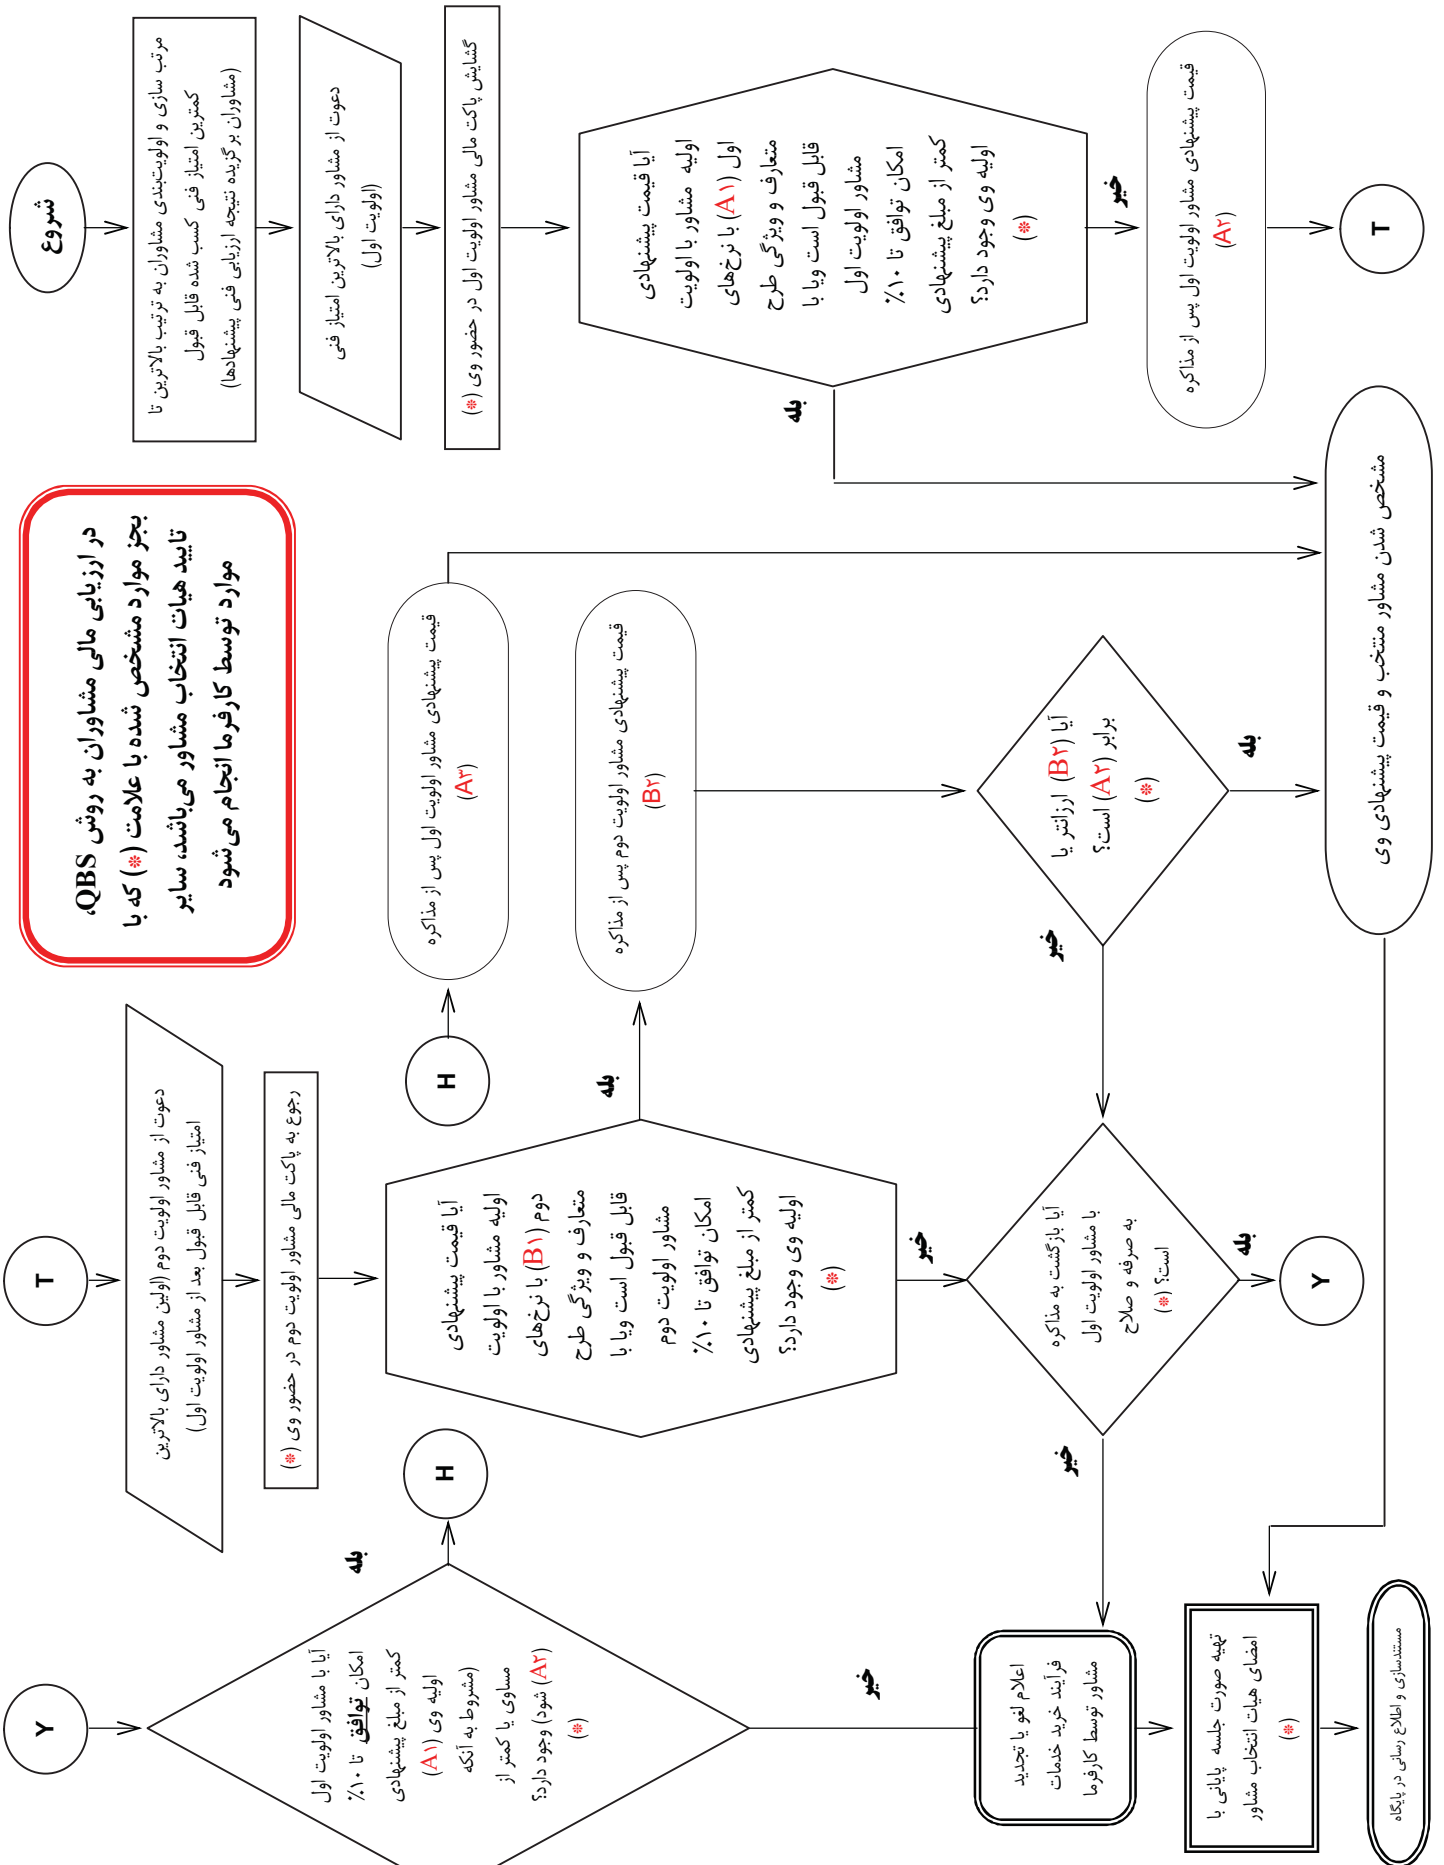 شروع
مرتب سازی و اولویت‌بندی مشاوران به ترتیب بالاترین تا
کمترین امتیاز فنی کسب شده قابل قبول
(مشاوران برگزیده نتیجه ارزیابی فنی پیشنهادها)
دعوت از مشاور دارای بالاترین امتیاز فنی
(اولویت اول)
گشایش پاکت مالی مشاور اولویت اول در حضور وی (*)
آیا قیمت پیشنهادی
اولیه مشاور با اولویت
اول (A۱) با نرخ‌های
متعارف و ویژگی طرح
قابل قبول است ویا با
مشاور اولویت اول
امکان توافق تا ۱۰٪
کمتر از مبلغ پیشنهادی
اولیه وی وجود دارد؟
(*)
خیر
بله
قیمت پیشنهادی مشاور اولویت اول پس از مذاکره
(A۲)
T
در ارزیابی مالی مشاوران به روش QBS،
بجز موارد مشخص شده با علامت (*) که با
تایید هیات انتخاب مشاور می‌باشد، سایر
موارد توسط کارفرما انجام می‌شود
قیمت پیشنهادی مشاور اولویت اول پس از مذاکره
(A۳)
قیمت پیشنهادی مشاور اولویت دوم پس از مذاکره
(B۲)
آیا (B۲) ارزانتر یا
برابر (A۲) است؟
(*)
بله
خیر
مشخص شدن مشاور منتخب و قیمت پیشنهادی وی
T
دعوت از مشاور اولویت دوم (اولین مشاور دارای بالاترین
امتیاز فنی قابل قبول بعد از مشاور اولویت اول)
رجوع به پاکت مالی مشاور اولویت دوم در حضور وی (*)
H
آیا قیمت پیشنهادی
اولیه مشاور با اولویت
دوم (B۱) با نرخ‌های
متعارف و ویژگی طرح
قابل قبول است ویا با
مشاور اولویت دوم
امکان توافق تا ۱۰٪
کمتر از مبلغ پیشنهادی
اولیه وی وجود دارد؟
(*)
بله
خیر
آیا بازگشت به مذاکره
با مشاور اولویت اول
به صرفه و صلاح
است؟ (*)
بله
خیر
Y
Y
آیا با مشاور اولویت اول
امکان توافق تا ۱۰٪
کمتر از مبلغ پیشنهادی
اولیه وی (A۱)
(مشروط به آنکه
مساوی یا کمتر از
(A۲) شود) وجود دارد؟
(*)
بله
H
خیر
اعلام لغو یا تجدید
فرآیند خرید خدمات
مشاور توسط کارفرما
تهیه صورت جلسه پایانی با
امضای هیات انتخاب مشاور
(*)
مستندسازی و اطلاع رسانی در پایگاه